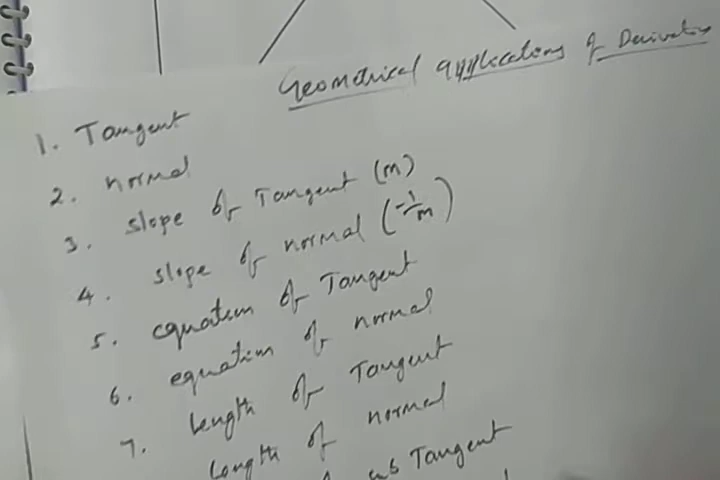 Geometrical Applications of Derivatives
1. Tangent
2. normal
3. slope of Tangent (m)
4. slope of normal (-1/m)
5. equation of Tangent
6. equation of normal
7. Length of Tangent
Length of normal
Tangent